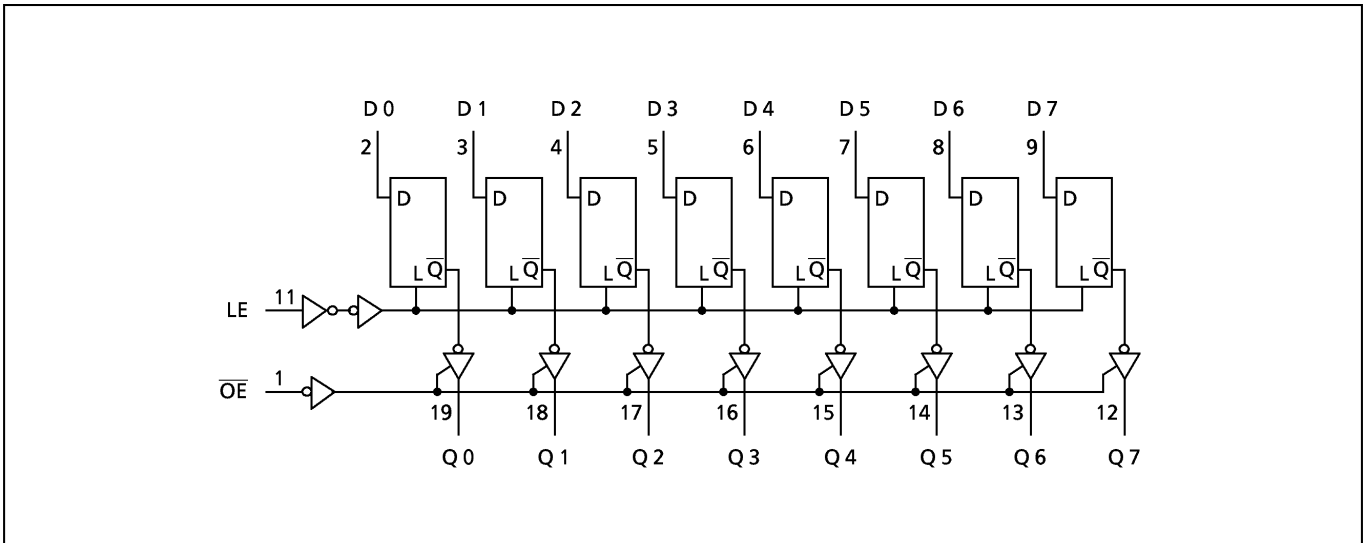 D0 D1 D2 D3 D4 D5 D6 D7
2 3 4 5 6 7 8 9
D D D D D D D D
L Q̅ L Q̅ L Q̅ L Q̅ L Q̅ L Q̅ L Q̅ L Q̅
LE 11
O̅E̅ 1
19 18 17 16 15 14 13 12
Q0 Q1 Q2 Q3 Q4 Q5 Q6 Q7